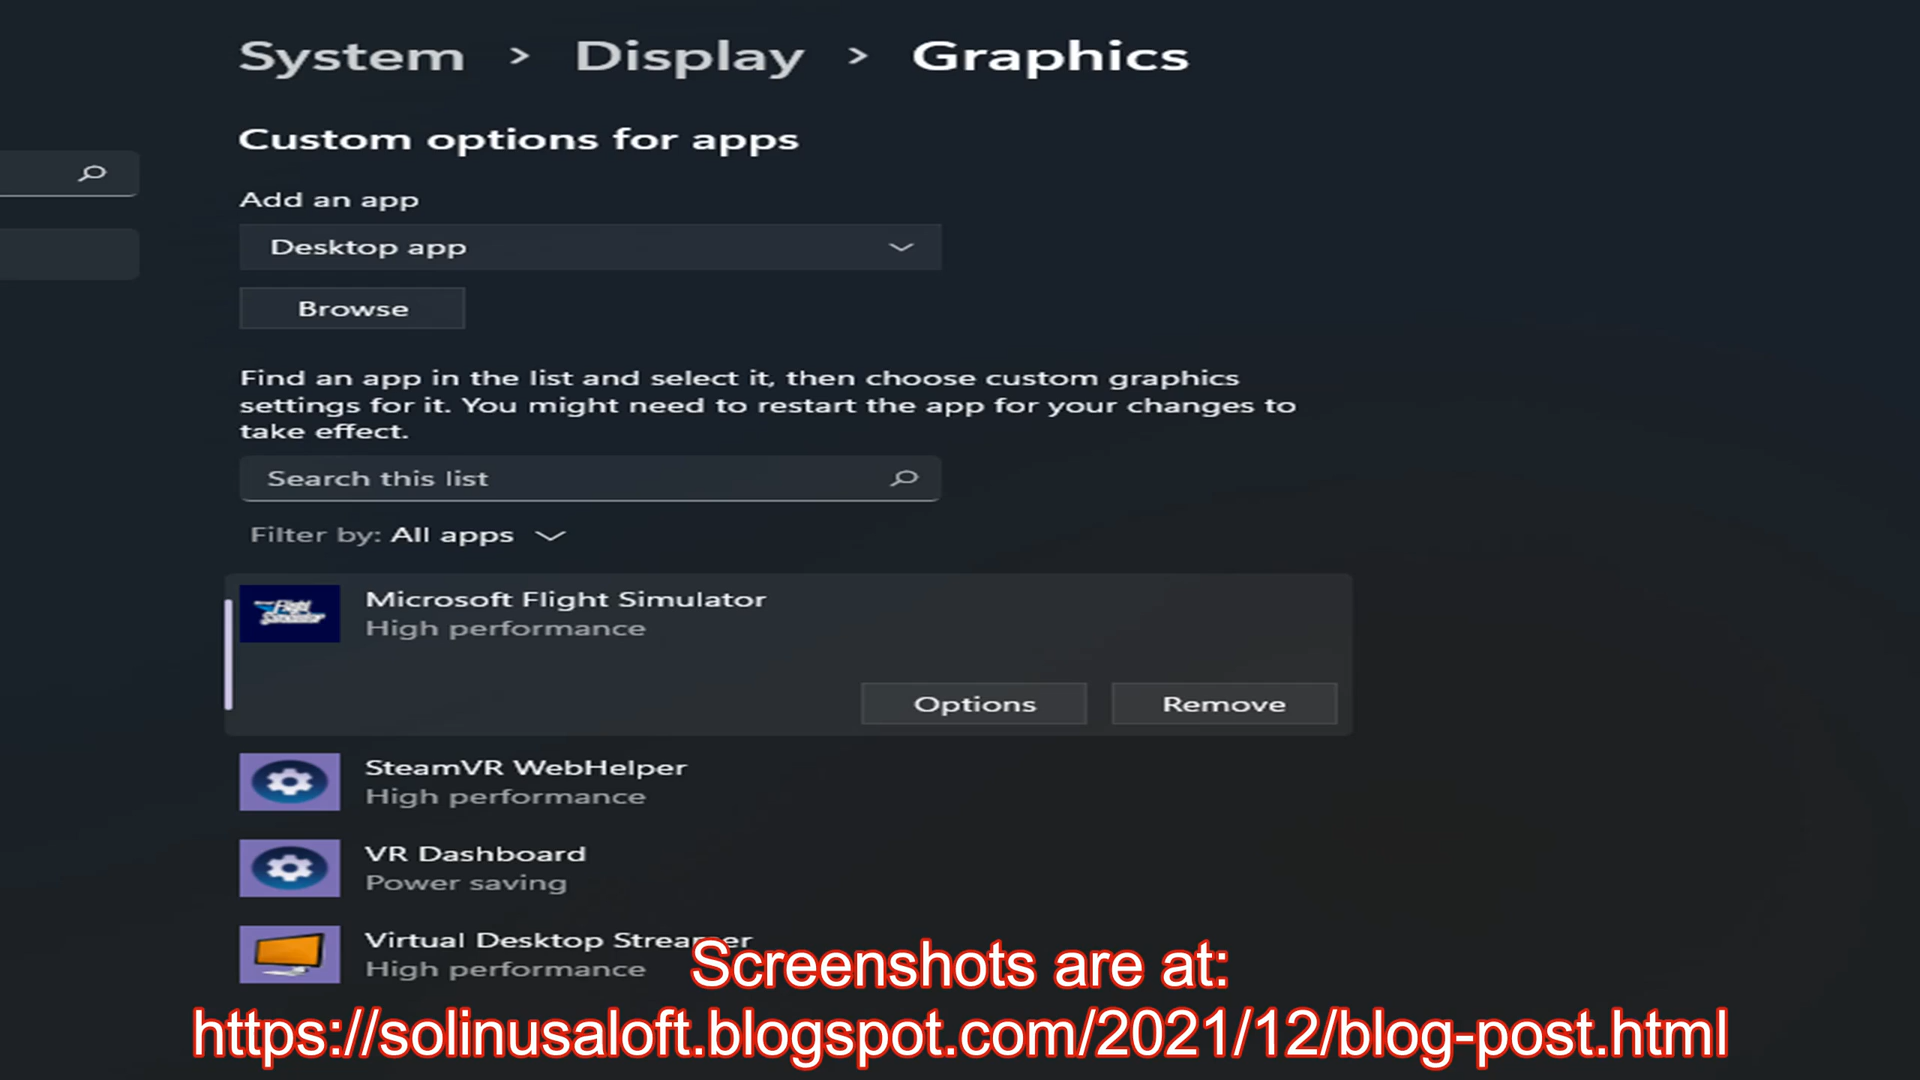 System > Display > Graphics
Custom options for apps
Add an app
Desktop app
Browse
Find an app in the list and select it, then choose custom graphics
settings for it. You might need to restart the app for your changes to
take effect.
Search this list
Filter by: All apps
Flight Simulator
Microsoft Flight Simulator
High performance
Options
Remove
SteamVR WebHelper
High performance
VR Dashboard
Power saving
Virtual Desktop Streamer
High performance
Screenshots are at:
https://solinusaloft.blogspot.com/2021/12/blog-post.html